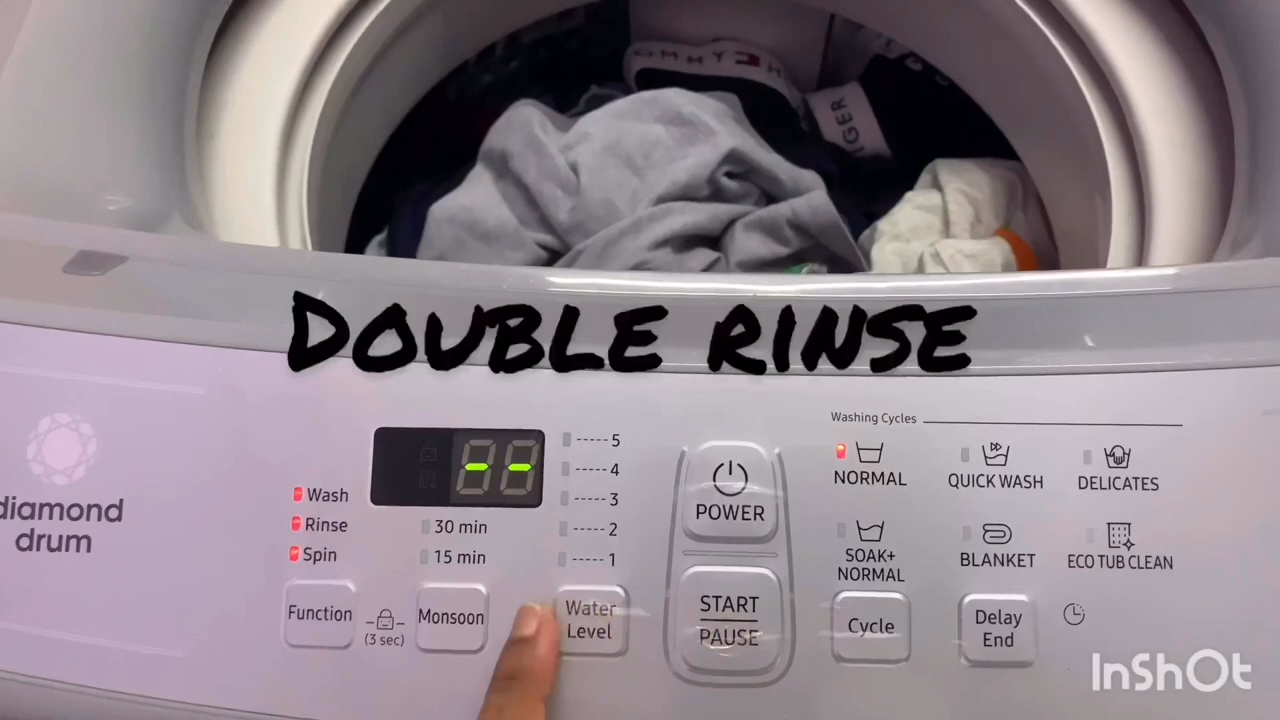 OMMY H
IGER
DOUBLE RINSE
diamond
drum
Wash
Rinse
Spin
--
30 min
15 min
5
4
3
2
1
Function
(3 sec)
Monsoon
Water
Level
POWER
START
PAUSE
Washing Cycles
NORMAL
QUICK WASH
DELICATES
SOAK+
NORMAL
BLANKET
ECO TUB CLEAN
Cycle
Delay
End
InShOt